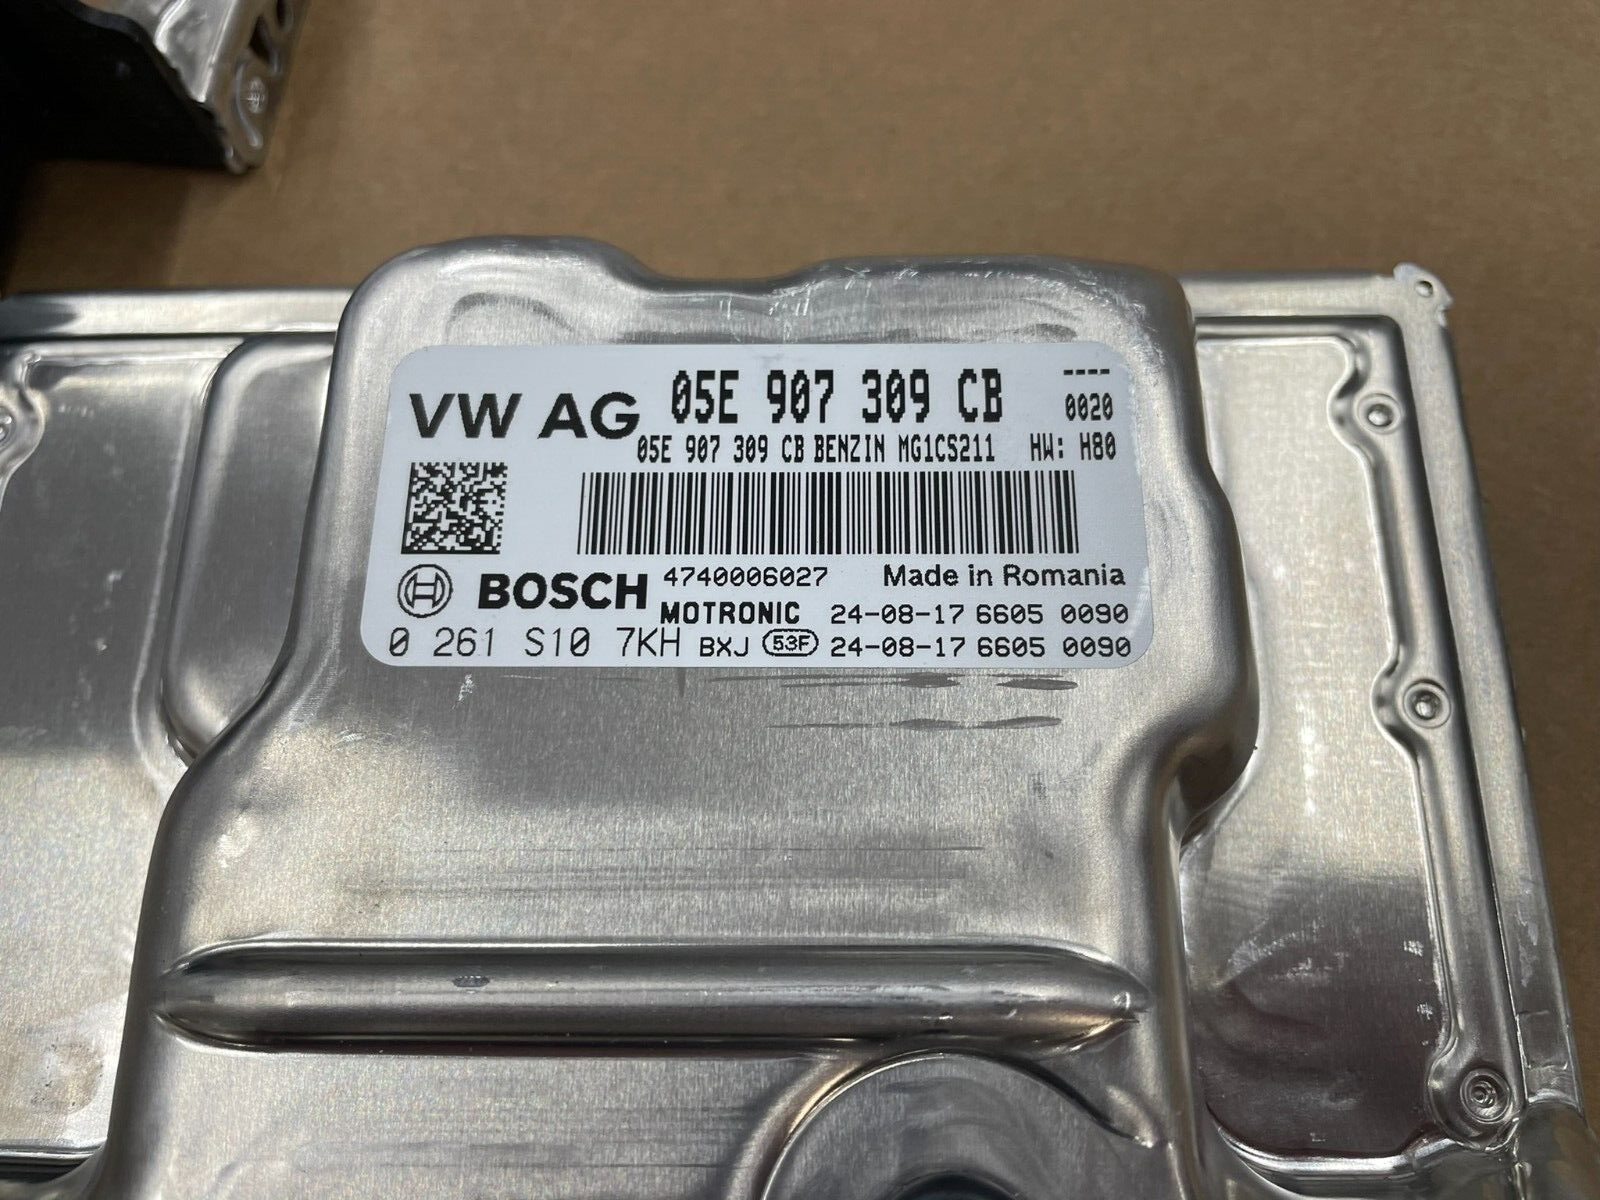 VW AG 05E 907 309 CB ----
0020
05E 907 309 CB BENZIN MG1CS211 HW: H80
BOSCH 4740006027 Made in Romania
MOTRONIC 24-08-17 6605 0090
0 261 S10 7KH BXJ 53F 24-08-17 6605 0090